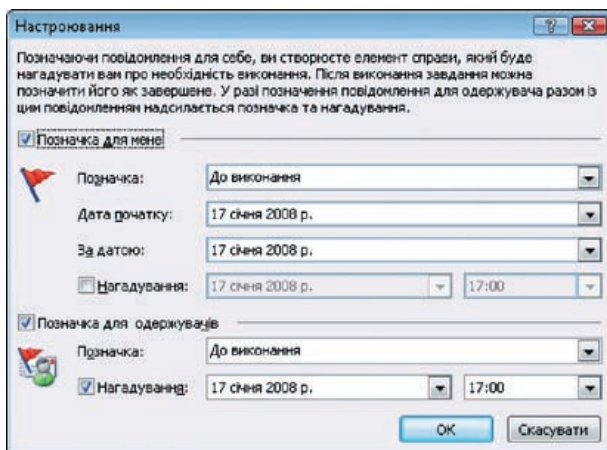 Настроювання
Позначаючи повідомлення для себе, ви створюєте елемент справи, який буде
нагадувати вам про необхідність виконання. Після виконання завдання можна
позначити його як завершене. У разі позначення повідомлення для одержувача разом із
цим повідомленням надсилається позначка та нагадування.
Позначка для мене
Позначка: До виконання
Дата початку: 17 січня 2008 р.
За датою: 17 січня 2008 р.
Нагадування: 17 січня 2008 р. 17:00
Позначка для одержувачів
Позначка: До виконання
Нагадування: 17 січня 2008 р. 17:00
ОК Скасувати